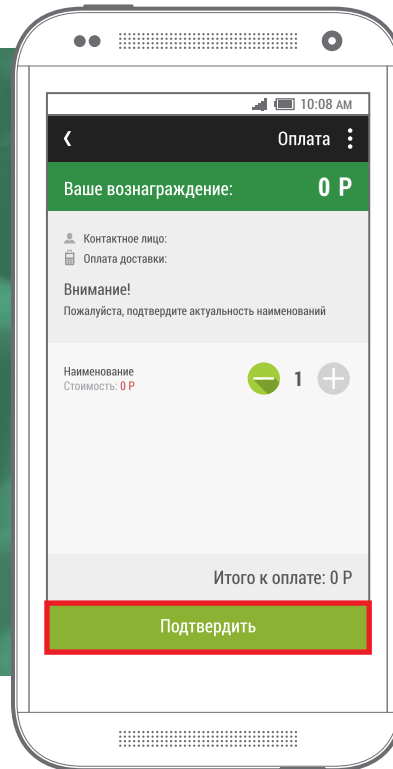 10:08 AM
Оплата
Ваше вознаграждение: 0 Р
Контактное лицо:
Оплата доставки:
Внимание!
Пожалуйста, подтвердите актуальность наименований
Наименование
Стоимость: 0 Р
1
Итого к оплате: 0 Р
Подтвердить